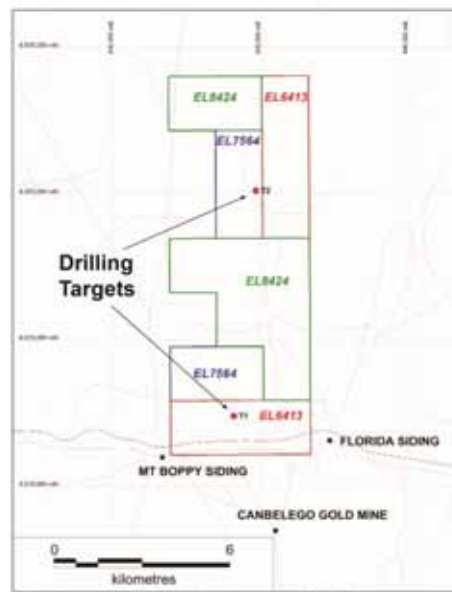 EL8424
EL6413
EL7564
T2
Drilling
Targets
EL8424
EL7564
T1
EL6413
FLORIDA SIDING
MT BOPPY SIDING
CANBELEGO GOLD MINE
0
6
kilometres